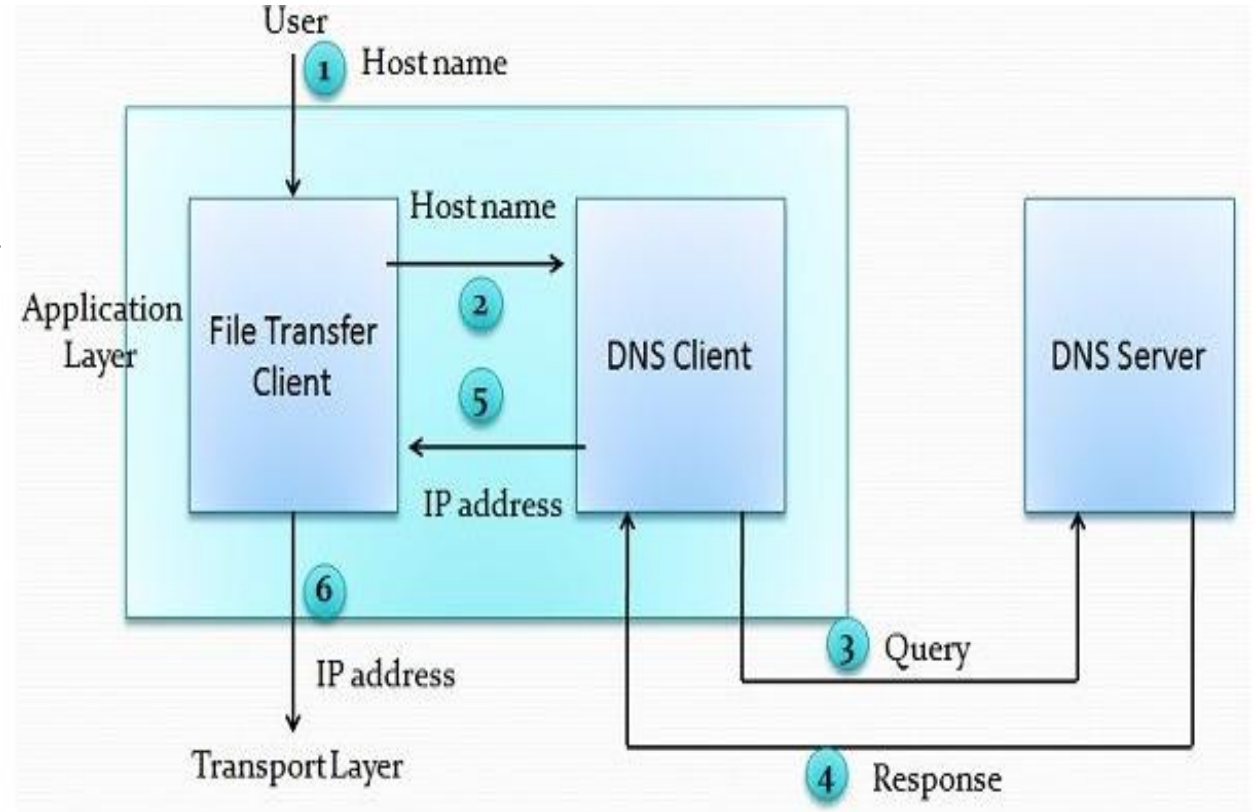 User
1 Host name
Host name
2
Application
Layer
File Transfer
Client
DNS Client
DNS Server
5
IP address
6
3 Query
IP address
Transport Layer
4 Response